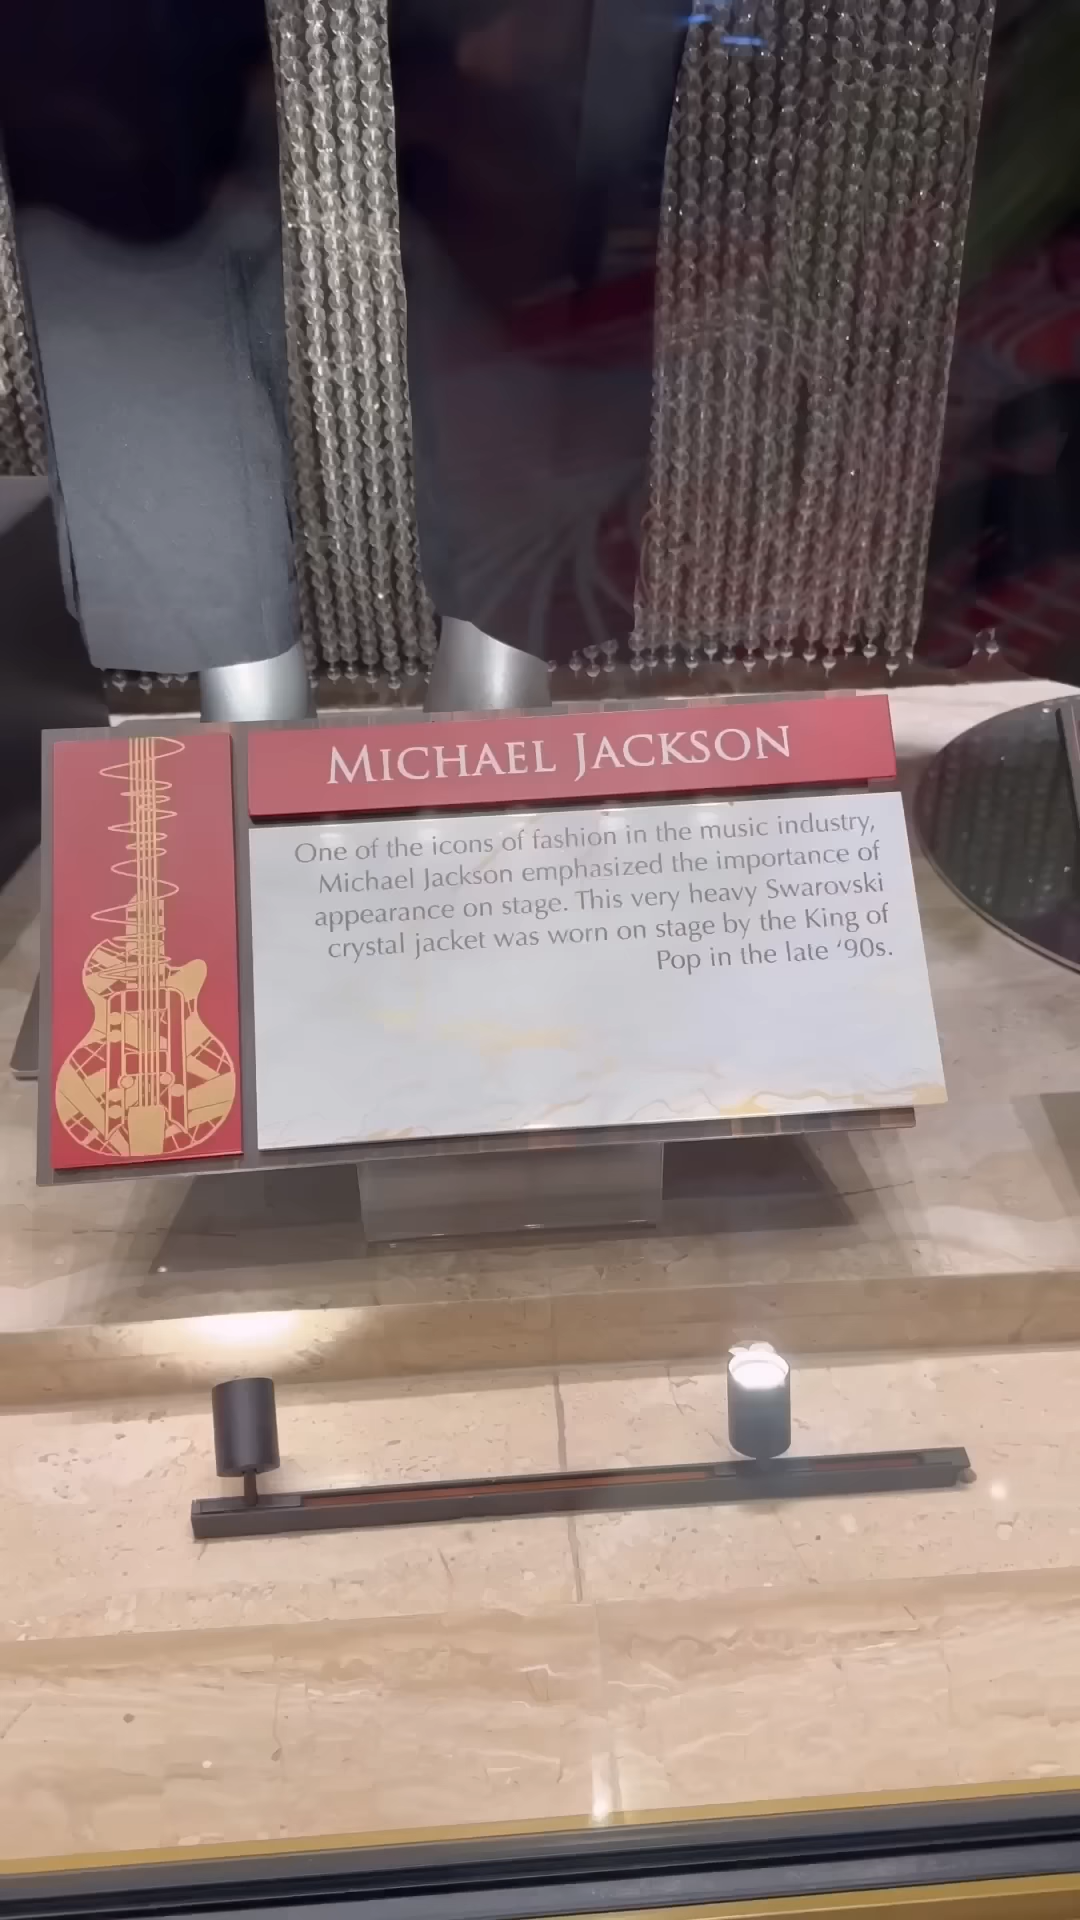 MICHAEL JACKSON
One of the icons of fashion in the music industry,
Michael Jackson emphasized the importance of
appearance on stage. This very heavy Swarovski
crystal jacket was worn on stage by the King of
Pop in the late ‘90s.